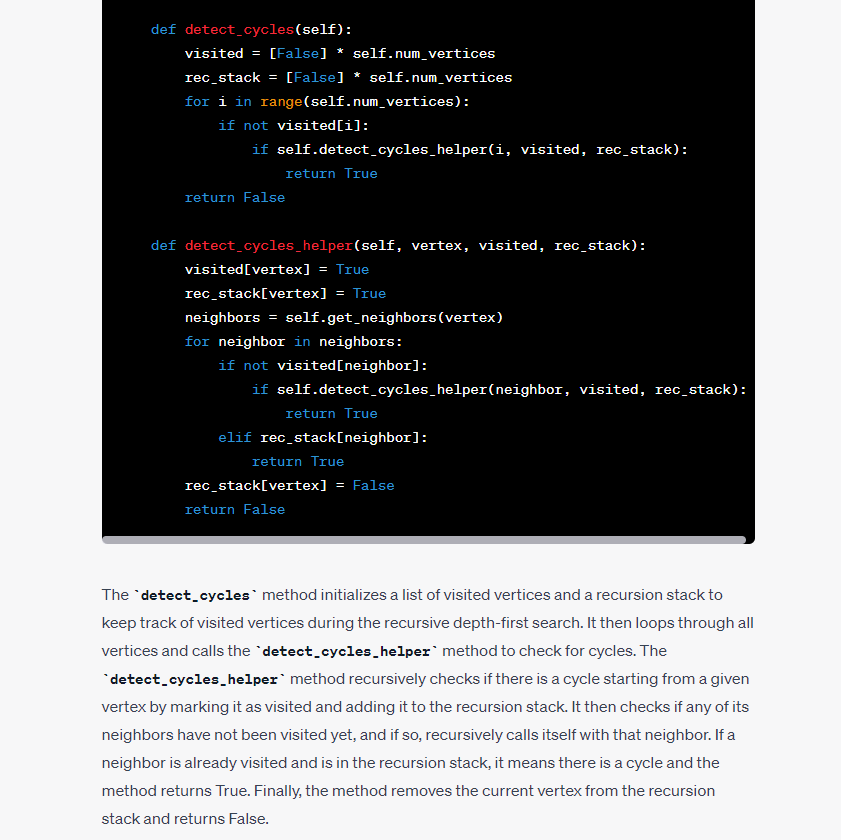 def detect_cycles(self):
    visited = [False] * self.num_vertices
    rec_stack = [False] * self.num_vertices
    for i in range(self.num_vertices):
        if not visited[i]:
            if self.detect_cycles_helper(i, visited, rec_stack):
                return True
    return False

def detect_cycles_helper(self, vertex, visited, rec_stack):
    visited[vertex] = True
    rec_stack[vertex] = True
    neighbors = self.get_neighbors(vertex)
    for neighbor in neighbors:
        if not visited[neighbor]:
            if self.detect_cycles_helper(neighbor, visited, rec_stack):
                return True
        elif rec_stack[neighbor]:
            return True
    rec_stack[vertex] = False
    return False

The `detect_cycles` method initializes a list of visited vertices and a recursion stack to
keep track of visited vertices during the recursive depth-first search. It then loops through all
vertices and calls the `detect_cycles_helper` method to check for cycles. The
`detect_cycles_helper` method recursively checks if there is a cycle starting from a given
vertex by marking it as visited and adding it to the recursion stack. It then checks if any of its
neighbors have not been visited yet, and if so, recursively calls itself with that neighbor. If a
neighbor is already visited and is in the recursion stack, it means there is a cycle and the
method returns True. Finally, the method removes the current vertex from the recursion
stack and returns False.